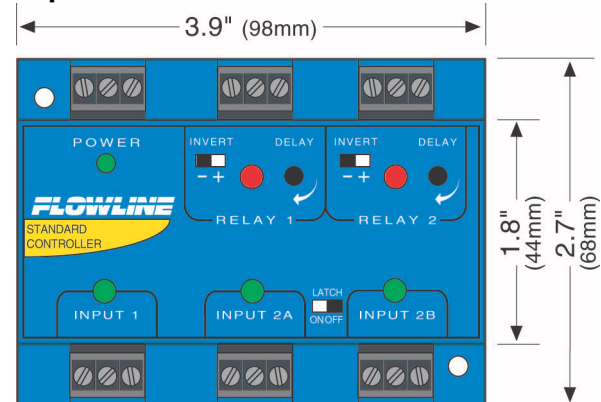 3.9" (98mm)
POWER
INVERT
DELAY
INVERT
DELAY
- +
- +
RELAY 1
RELAY 2
FLOWLINE
STANDARD
CONTROLLER
1.8"
(44mm)
2.7"
(68mm)
LATCH
ON OFF
INPUT 1
INPUT 2A
INPUT 2B